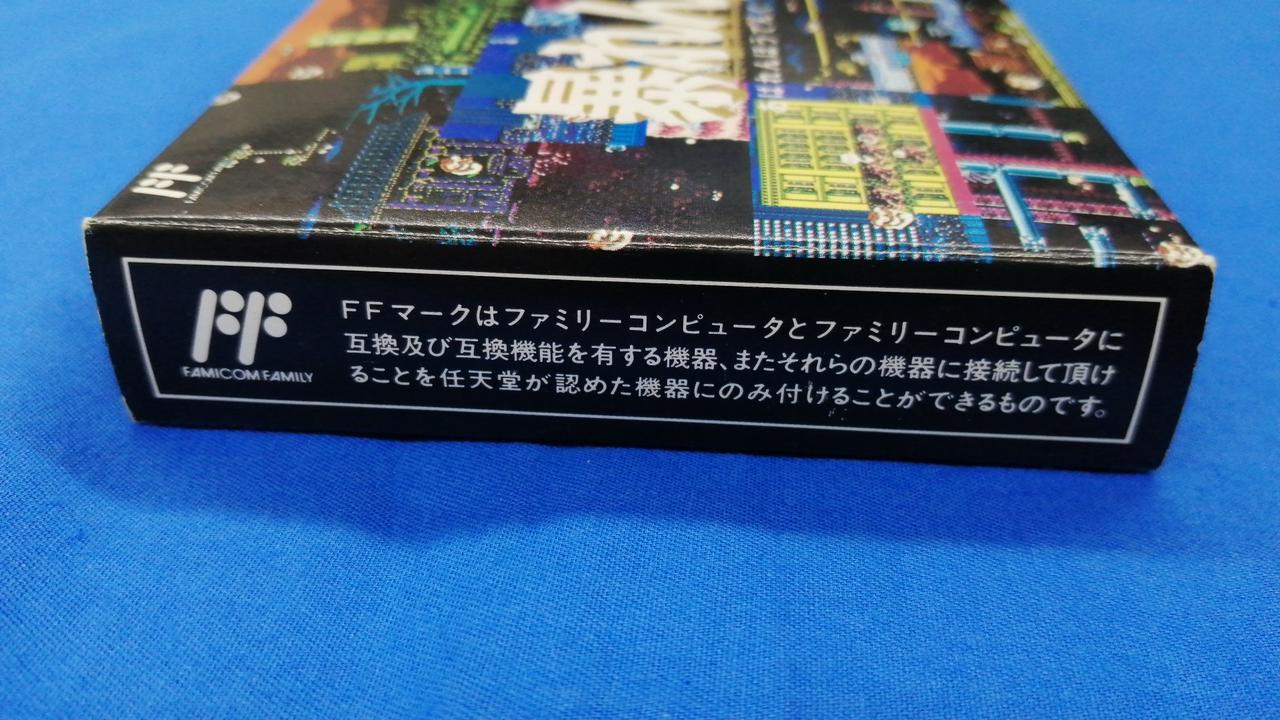 暴れん
FF
FAMICOM FAMILY
FFマークはファミリーコンピュータとファミリーコンピュータに
互換及び互換機能を有する機器、またそれらの機器に接続して頂け
ることを任天堂が認めた機器にのみ付けることができるものです。